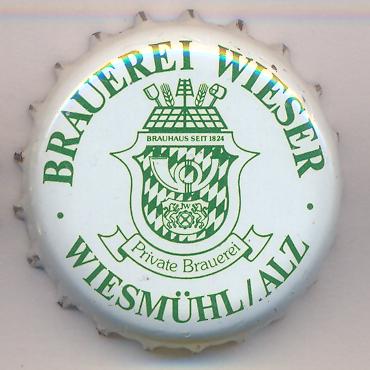 BRAUEREI WIESER
BRAUHAUS SEIT 1824
JW
Private Brauerei
· WIESMÜHL/ALZ ·